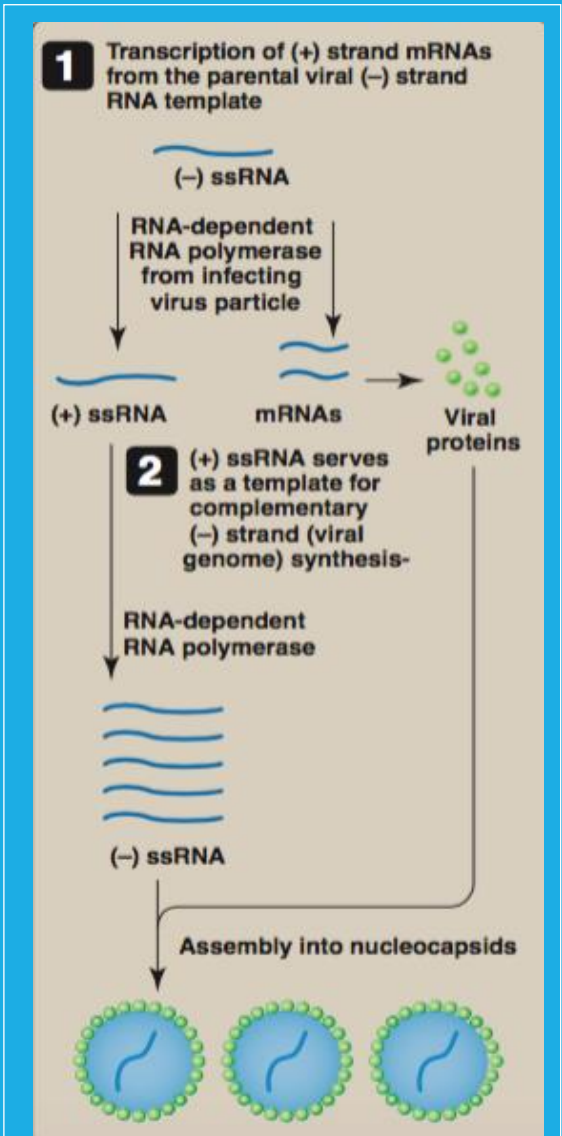 1
Transcription of (+) strand mRNAs
from the parental viral (–) strand
RNA template
(–) ssRNA
RNA-dependent
RNA polymerase
from infecting
virus particle
(+) ssRNA
mRNAs
Viral
proteins
2
(+) ssRNA serves
as a template for
complementary
(–) strand (viral
genome) synthesis-
RNA-dependent
RNA polymerase
(–) ssRNA
Assembly into nucleocapsids